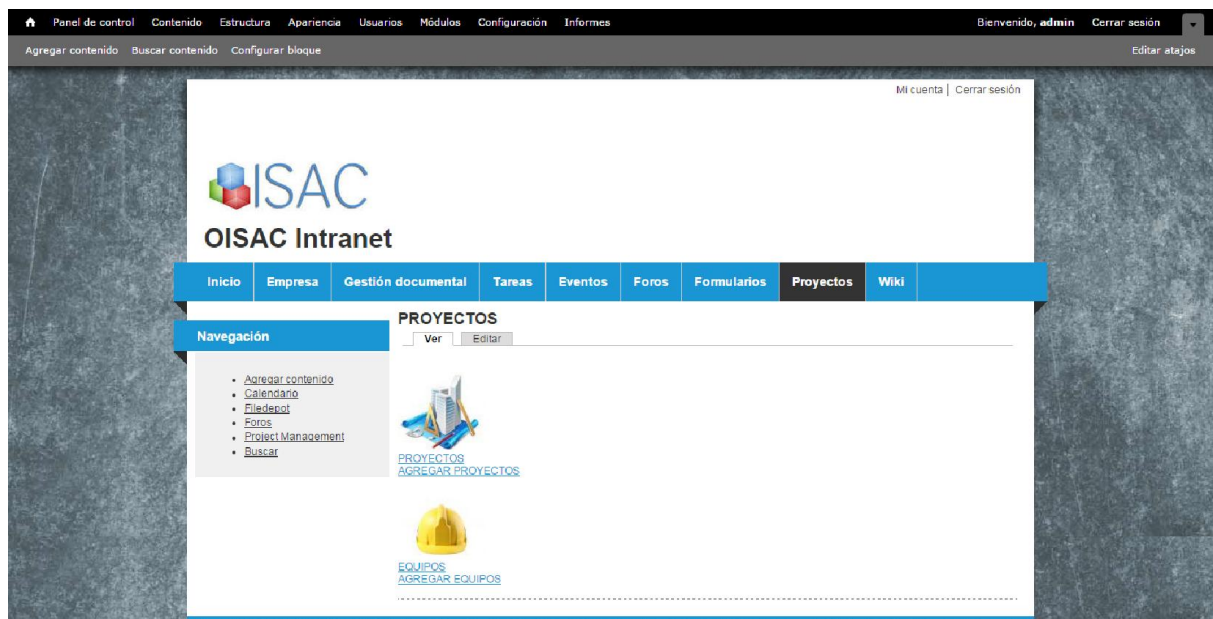 Panel de control Contenido Estructura Apariencia Usuarios Módulos Configuración Informes Bienvenido, admin Cerrar sesión
Agregar contenido Buscar contenido Configurar bloque Editar atajos
Mi cuenta | Cerrar sesión
ISAC
OISAC Intranet
Inicio Empresa Gestión documental Tareas Eventos Foros Formularios Proyectos Wiki
Navegación
Agregar contenido
Calendario
Filedepot
Foros
Project Management
Buscar
PROYECTOS
Ver Editar
PROYECTOS
AGREGAR PROYECTOS
EQUIPOS
AGREGAR EQUIPOS